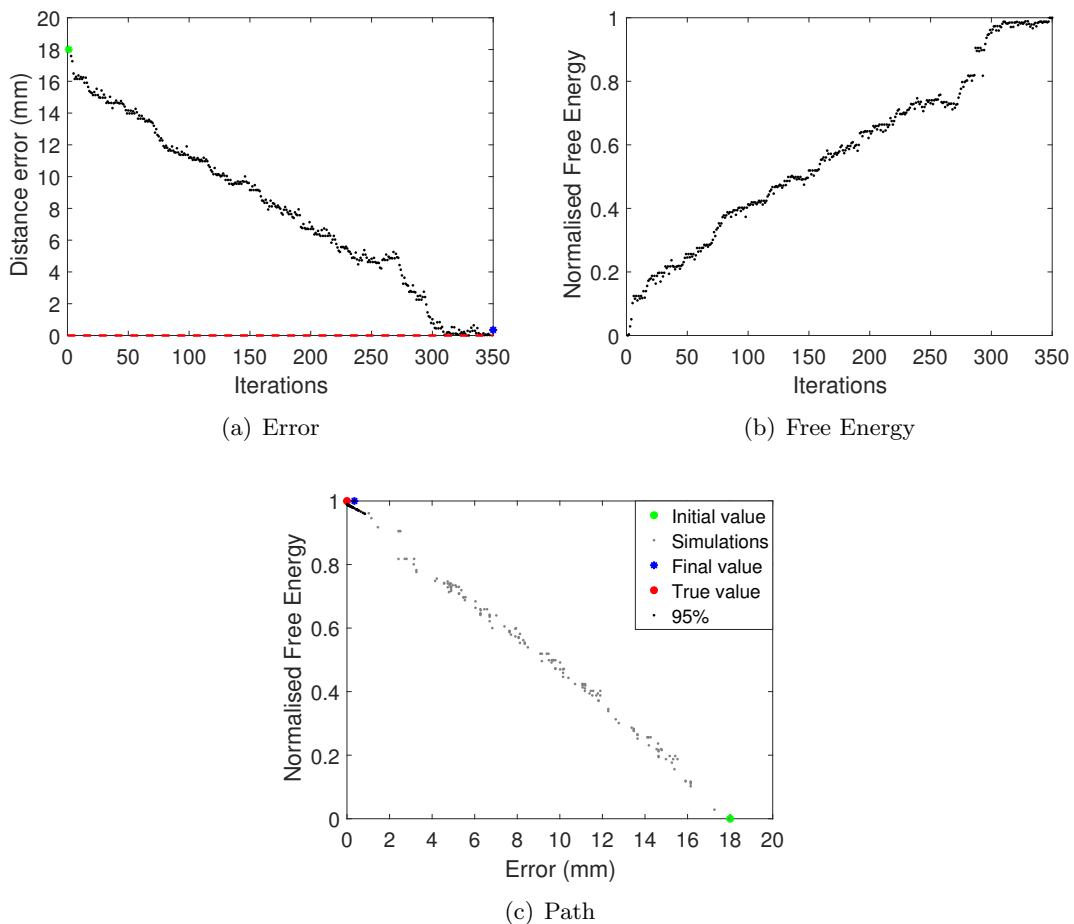 20
18
16
14
12
10
8
6
4
2
0
Distance error (mm)
0 50 100 150 200 250 300 350
Iterations
(a) Error
1
0.8
0.6
0.4
0.2
0
Normalised Free Energy
0 50 100 150 200 250 300 350
Iterations
(b) Free Energy
1
0.8
0.6
0.4
0.2
0
Normalised Free Energy
Initial value
Simulations
Final value
True value
95%
0 2 4 6 8 10 12 14 16 18 20
Error (mm)
(c) Path